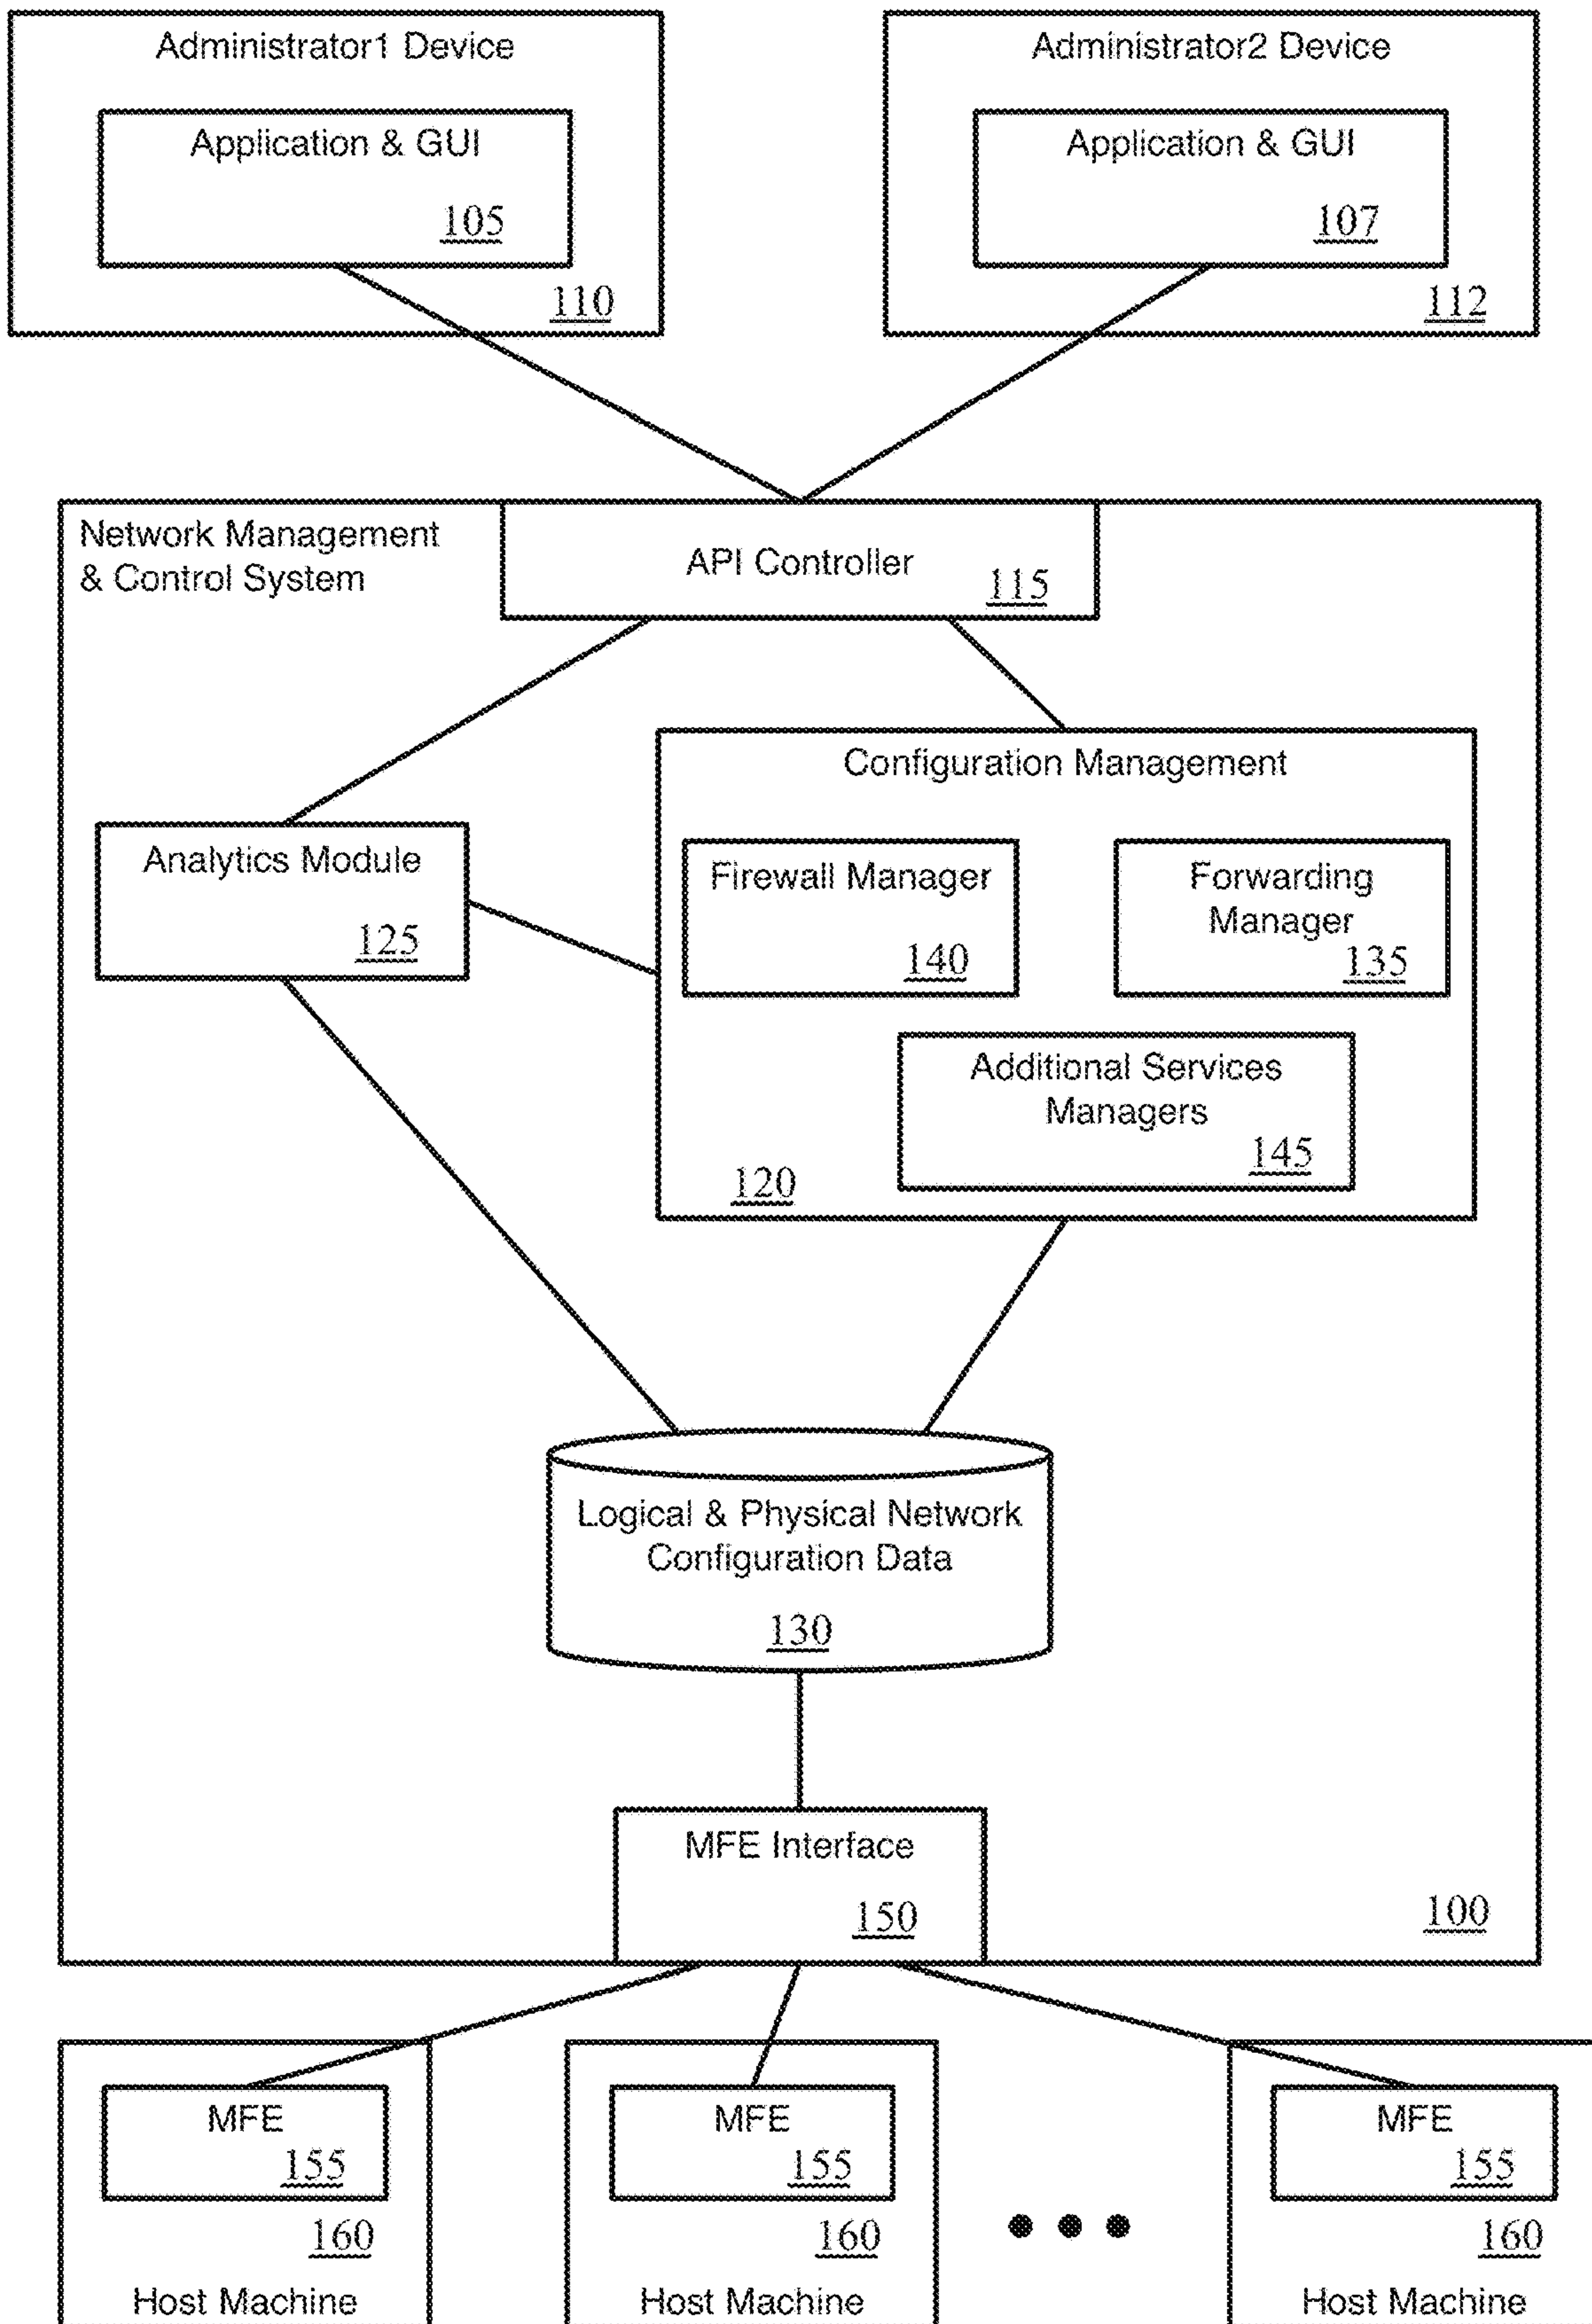 Administrator1 Device
Application & GUI
105
110
Administrator2 Device
Application & GUI
107
112
Network Management
& Control System
API Controller
115
Configuration Management
Analytics Module
125
Firewall Manager
140
Forwarding
Manager
135
Additional Services
Managers
145
120
Logical & Physical Network
Configuration Data
130
MFE Interface
150
100
MFE
155
160
Host Machine
MFE
155
160
Host Machine
MFE
155
160
Host Machine